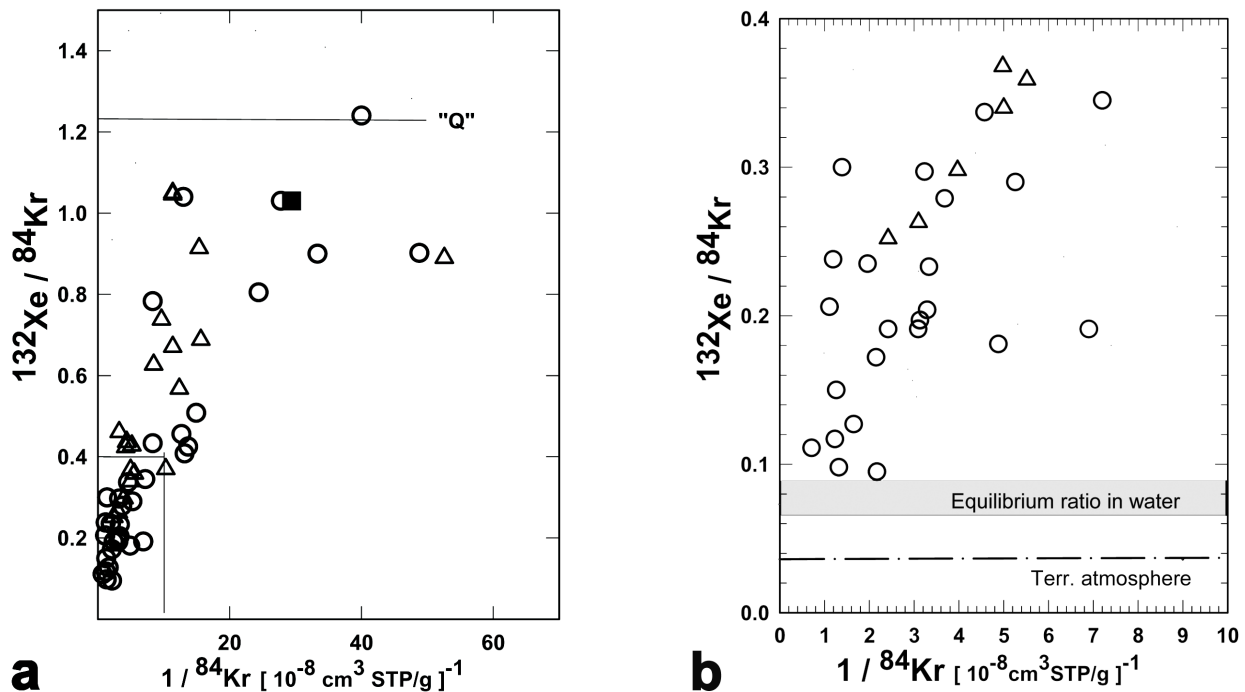 1.4
1.2
1.0
0.8
0.6
0.4
0.2
"Q"
132Xe / 84Kr
20
40
60
1 / 84Kr [ 10-8 cm3 STP/g ]-1
a
0.4
0.3
0.2
0.1
0.0
132Xe / 84Kr
Equilibrium ratio in water
Terr. atmosphere
0 1 2 3 4 5 6 7 8 9 10
1 / 84Kr [ 10-8cm3STP/g ]-1
b